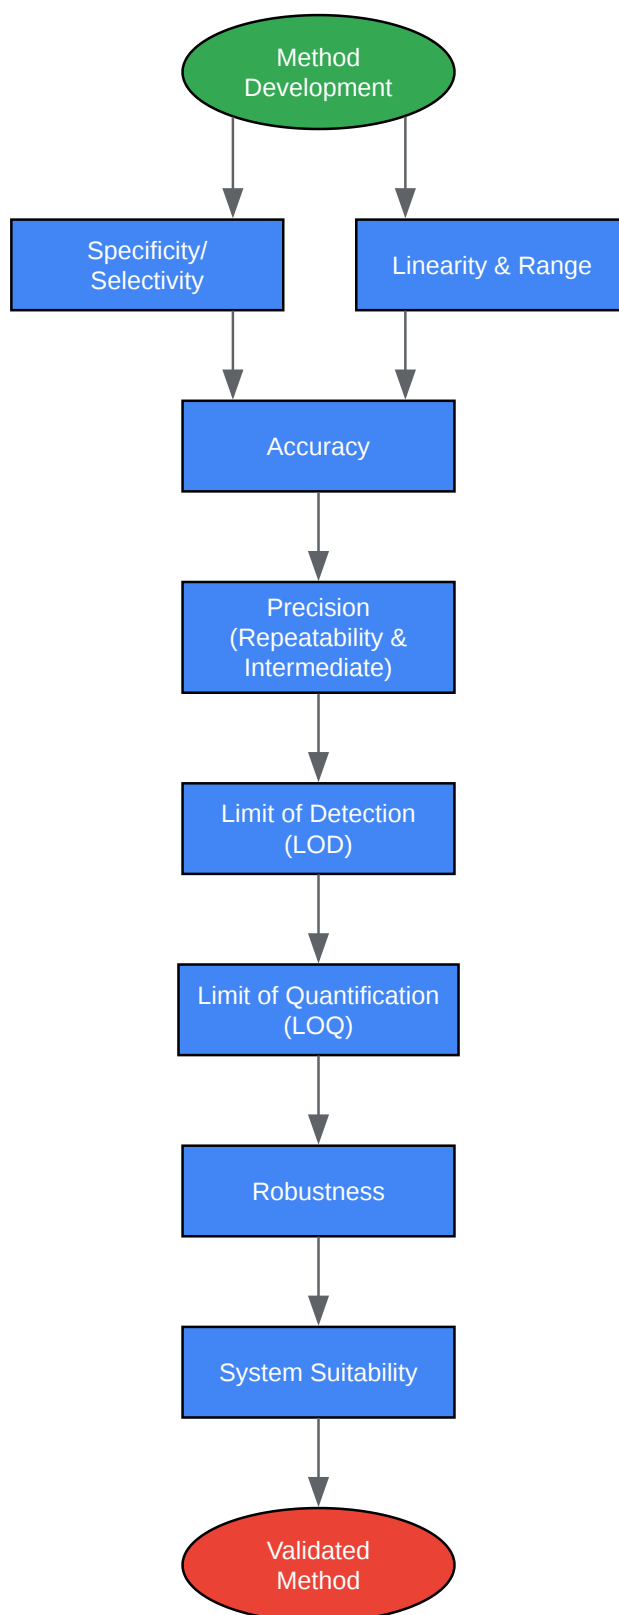 Method
Development
Specificity/
Selectivity
Linearity & Range
Accuracy
Precision
(Repeatability &
Intermediate)
Limit of Detection
(LOD)
Limit of Quantification
(LOQ)
Robustness
System Suitability
Validated
Method